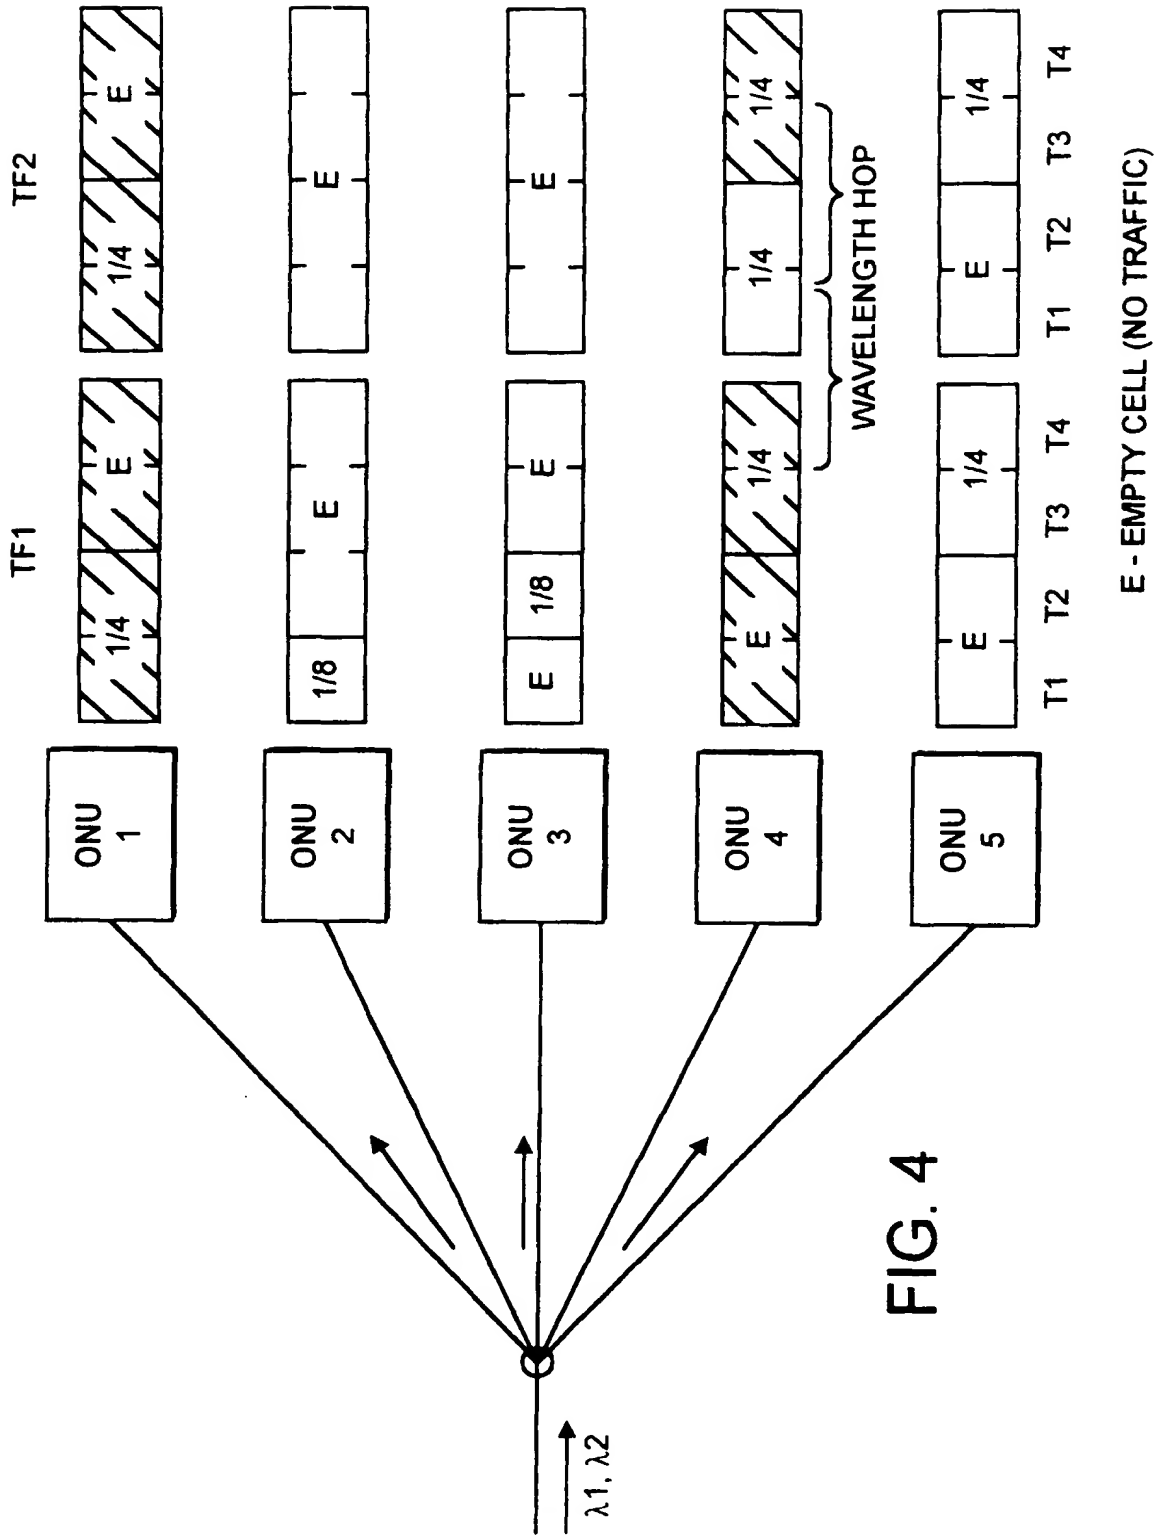 TF1
TF2
ONU
1
1/4
E
1/4
E
ONU
2
1/8
E
E
ONU
3
E
1/8
E
E
ONU
4
E
1/4
1/4
1/4
WAVELENGTH HOP
ONU
5
E
1/4
E
1/4
T1
T2
T3
T4
T1
T2
T3
T4
λ1, λ2
E - EMPTY CELL (NO TRAFFIC)
FIG. 4